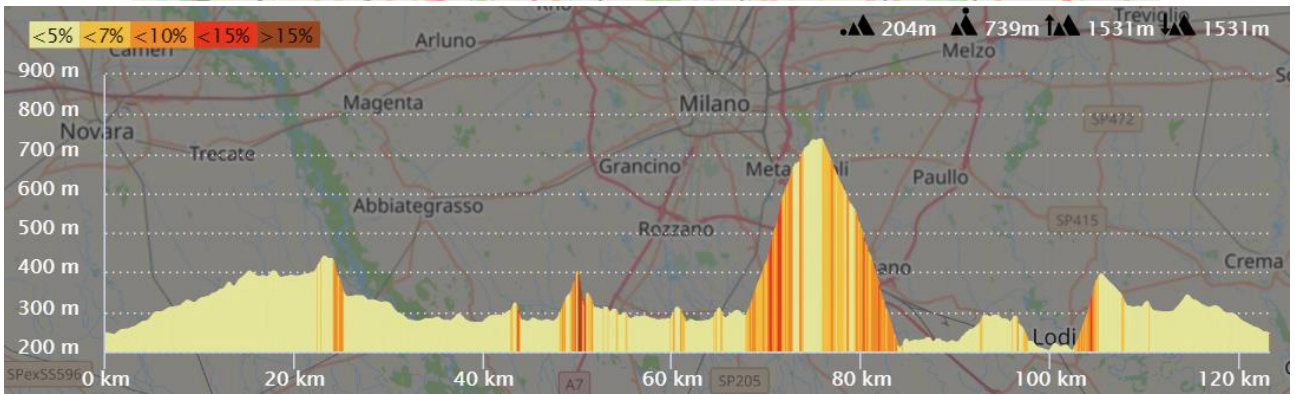 Treviglio
<5% <7% <10% <15% >15%
204m 739m 1531m 1531m
Cameri
Arluno
Melzo
900 m
Magenta
Milano
800 m
Novara
SP472
700 m
Trecate
Grancino
Paullo
600 m
Abbiategrasso
SP415
500 m
Rozzano
400 m
Crema
300 m
Lodi
200 m
SPexSS596
0 km 20 km 40 km 60 km 80 km 100 km 120 km
A7
SP205